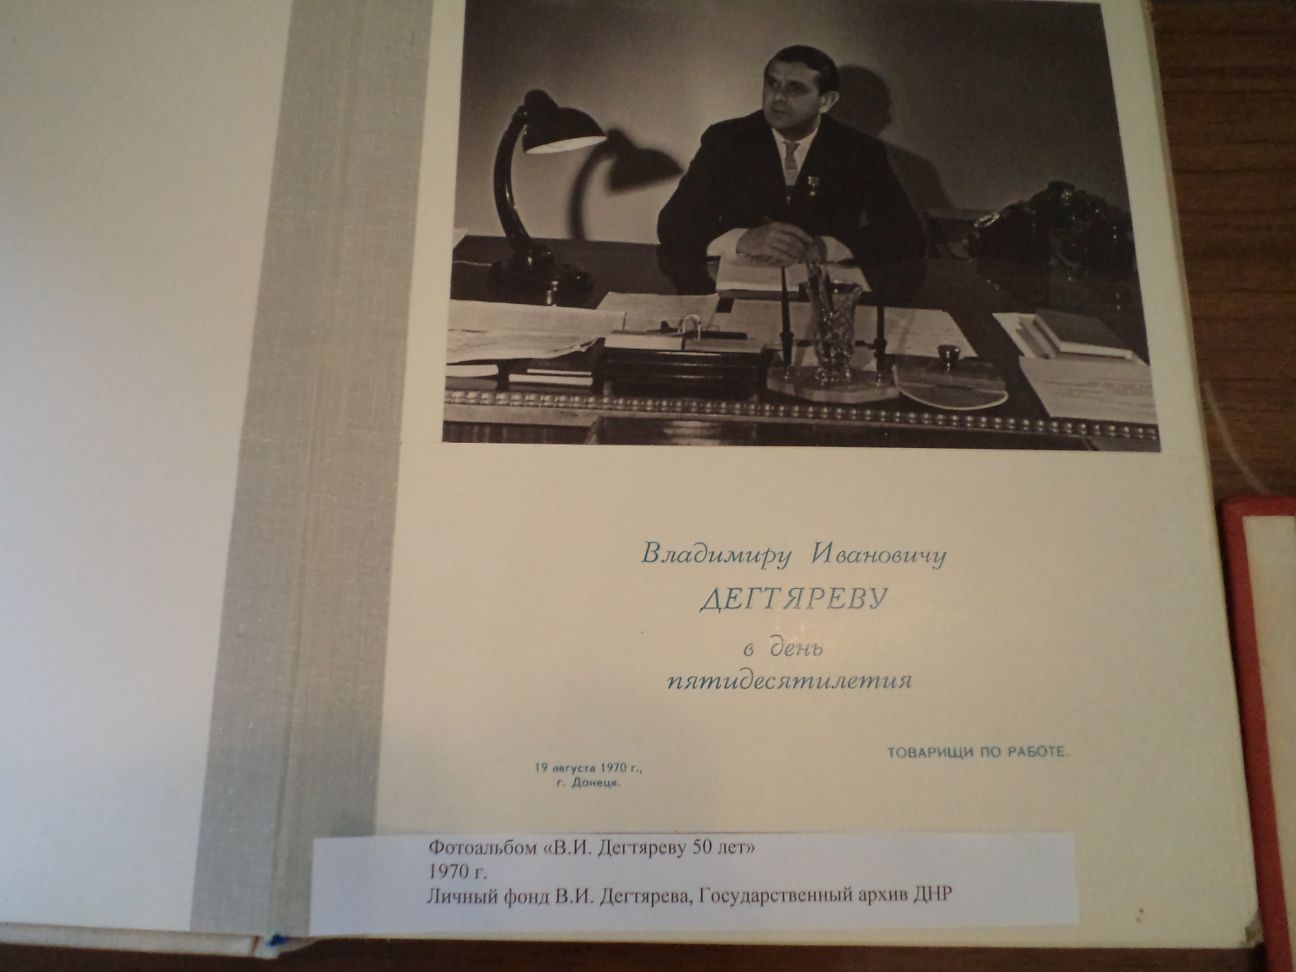 Владимиру Ивановичу
ДЕГТЯРЕВУ
в день
пятидесятилетия
ТОВАРИЩИ ПО РАБОТЕ.
19 августа 1970 г.,
г. Донецк.
Фотоальбом «В.И. Дегтяреву 50 лет»
1970 г.
Личный фонд В.И. Дегтярева, Государственный архив ДНР